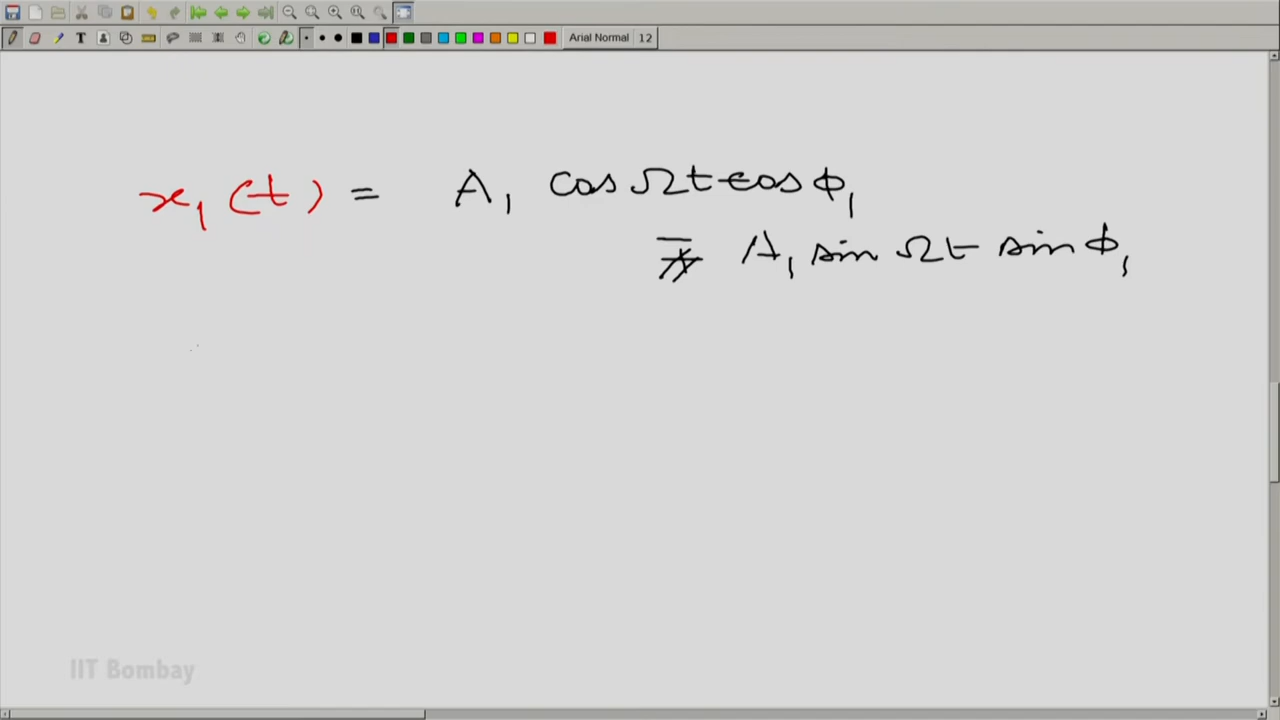 Arial Normal 12
x₁(t) = A₁ cos Ωt cos ϕ₁
− A₁ sin Ωt sin ϕ₁
IIT Bombay